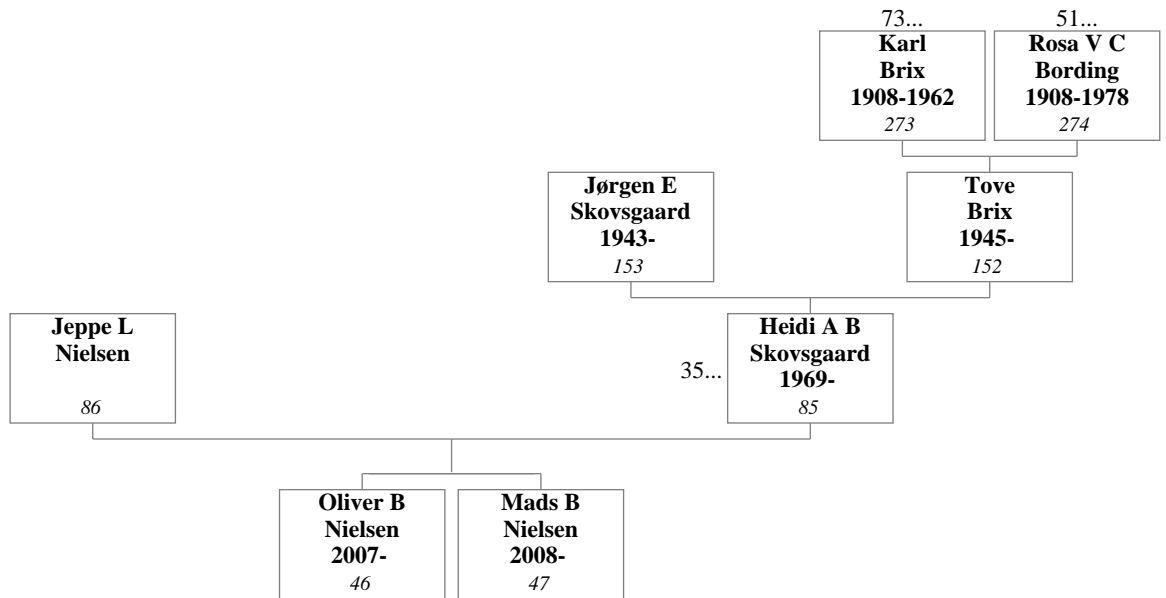 73...
51...
Karl
Brix
1908-1962
273
Rosa V C
Bording
1908-1978
274
Jørgen E
Skovsgaard
1943-
153
Tove
Brix
1945-
152
Jeppe L
Nielsen
86
35...
Heidi A B
Skovsgaard
1969-
85
Oliver B
Nielsen
2007-
46
Mads B
Nielsen
2008-
47